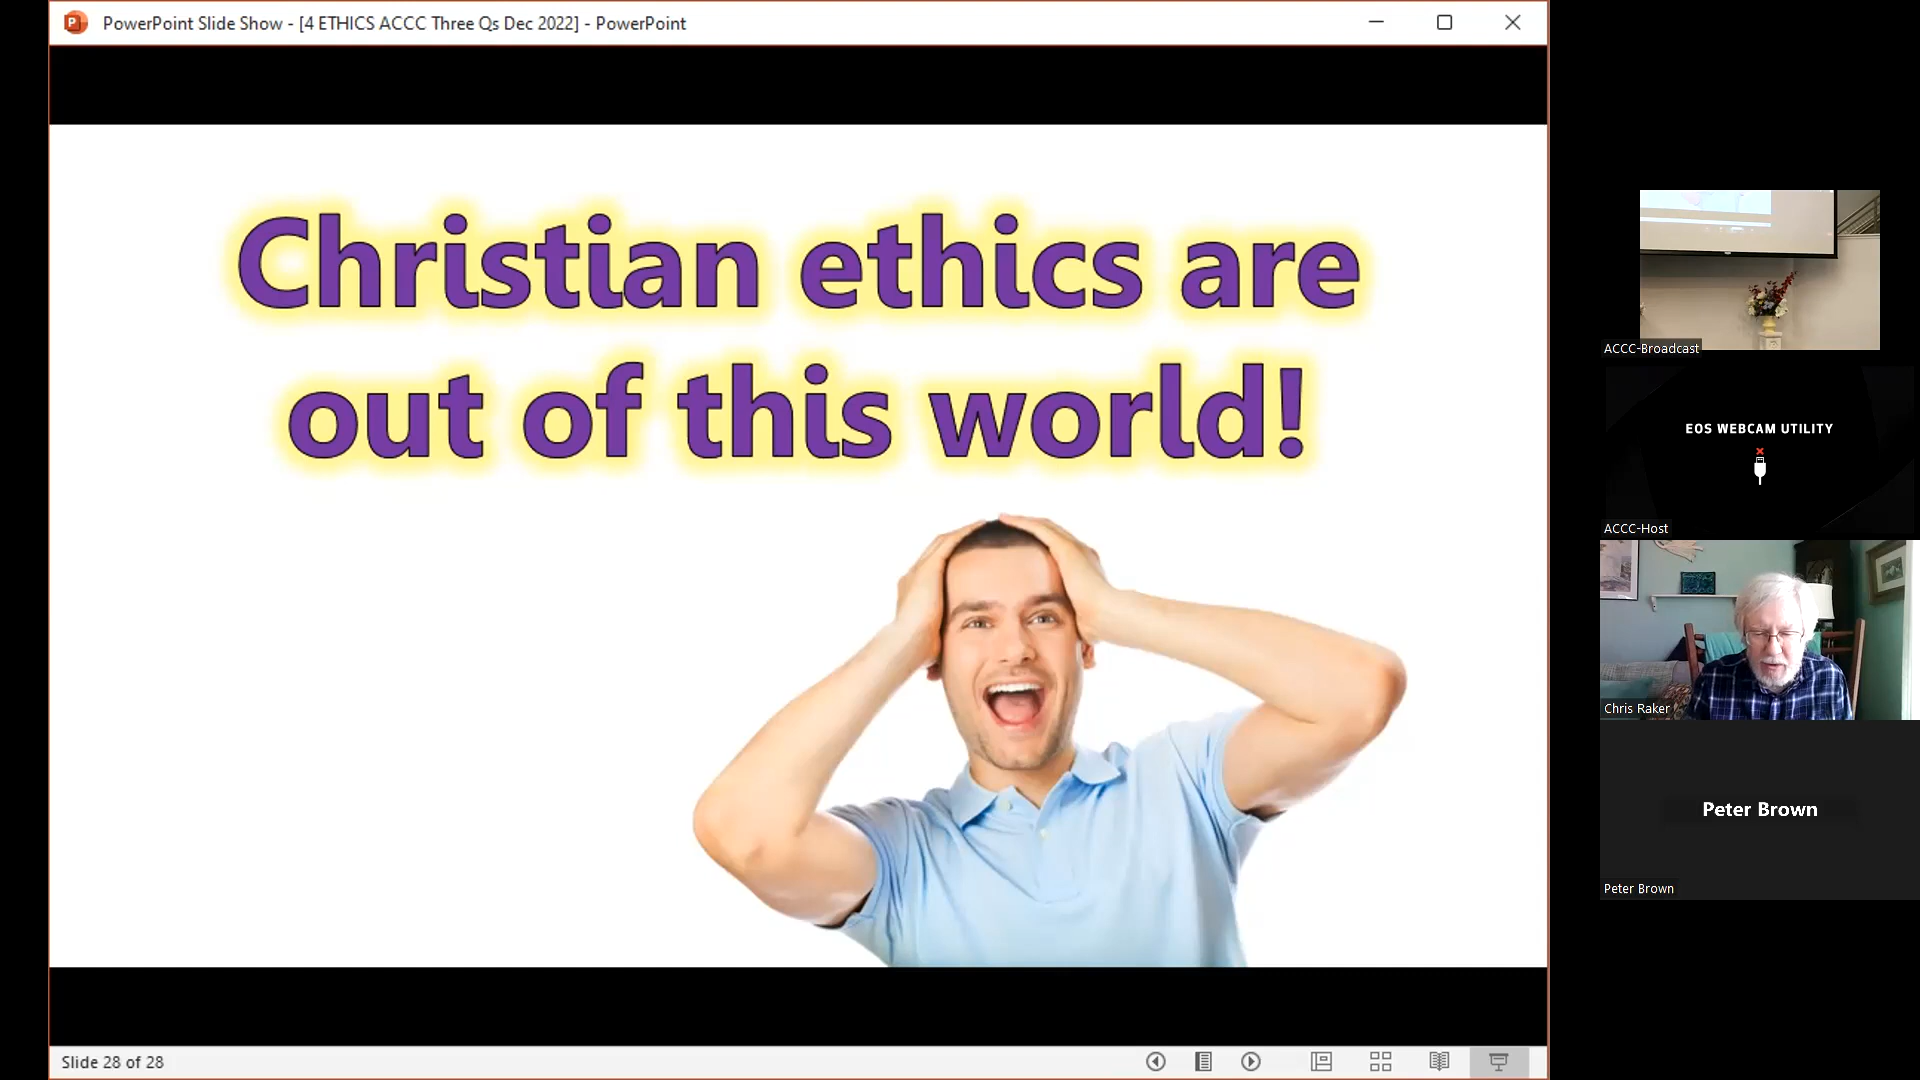 PowerPoint Slide Show - [4 ETHICS ACCC Three Qs Dec 2022] - PowerPoint
Christian ethics are
out of this world!
ACCC-Broadcast
EOS WEBCAM UTILITY
ACCC-Host
Chris Raker
Peter Brown
Peter Brown
Slide 28 of 28